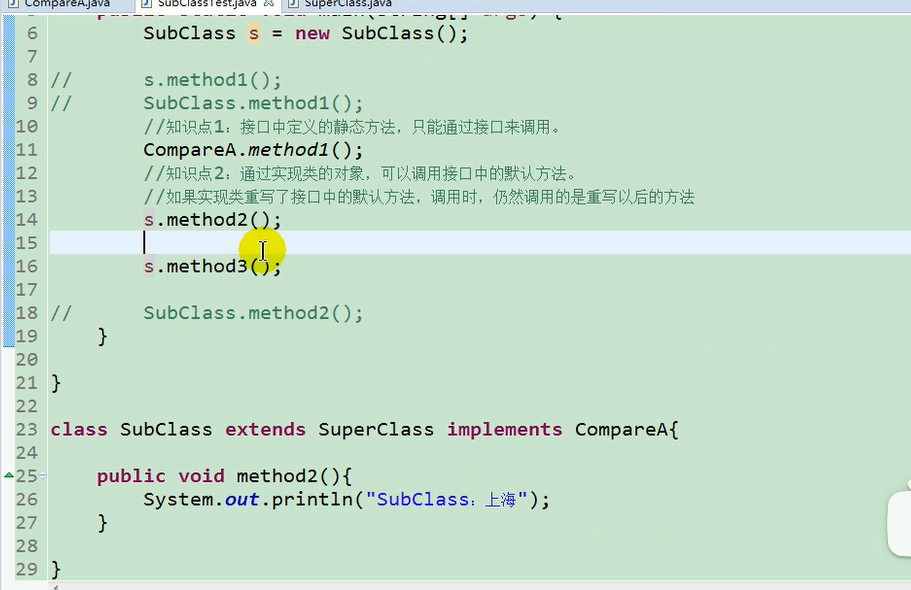 CompareA.java SubClassTest.java SuperClass.java
public static void main(String[] args) {
6 SubClass s = new SubClass();
7
8 // s.method1();
9 // SubClass.method1();
10 //知识点1：接口中定义的静态方法，只能通过接口来调用。
11 CompareA.method1();
12 //知识点2：通过实现类的对象，可以调用接口中的默认方法。
13 //如果实现类重写了接口中的默认方法，调用时，仍然调用的是重写以后的方法
14 s.method2();
15
16 s.method3();
17
18 // SubClass.method2();
19 }
20
21 }
22
23 class SubClass extends SuperClass implements CompareA{
24
25 public void method2(){
26 System.out.println("SubClass：上海");
27 }
28
29 }